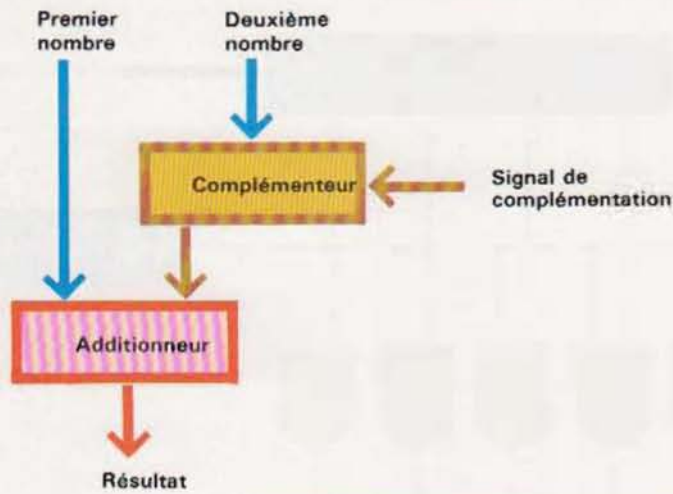 Premier
nombre
Deuxième
nombre
Complémenteur
Signal de
complémentation
Additionneur
Résultat